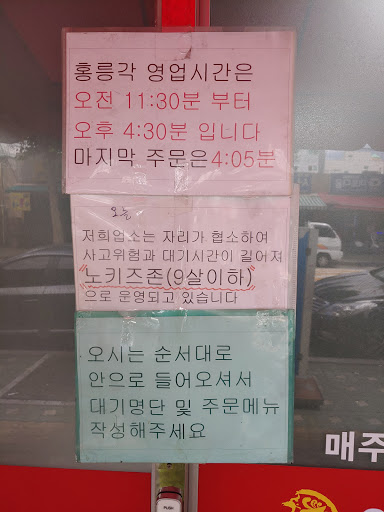 홍릉각 영업시간은
오전 11:30분 부터
오후 4:30분 입니다
마지막 주문은 4:05분
오늘
저희업소는 자리가 협소하여
사고위험과 대기시간이 길어져
"노키즈존(9살이하)"
으로 운영되고 있습니다
오시는 순서대로
안으로 들어오셔서
대기명단 및 주문메뉴
작성해주세요
매주
PUSH